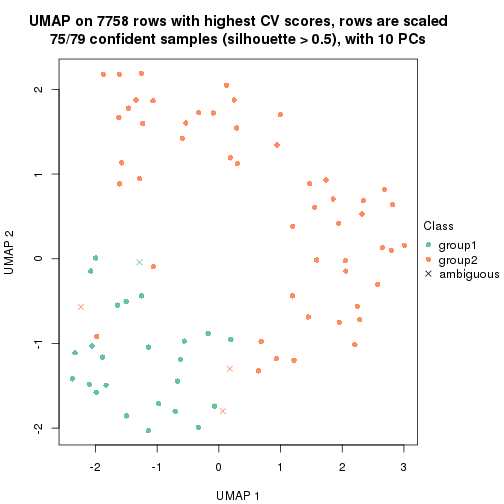 UMAP on 7758 rows with highest CV scores, rows are scaled
75/79 confident samples (silhouette > 0.5), with 10 PCs
2
1
0
-1
-2
UMAP 2
-2
-1
0
1
2
3
UMAP 1
Class
group1
group2
ambiguous